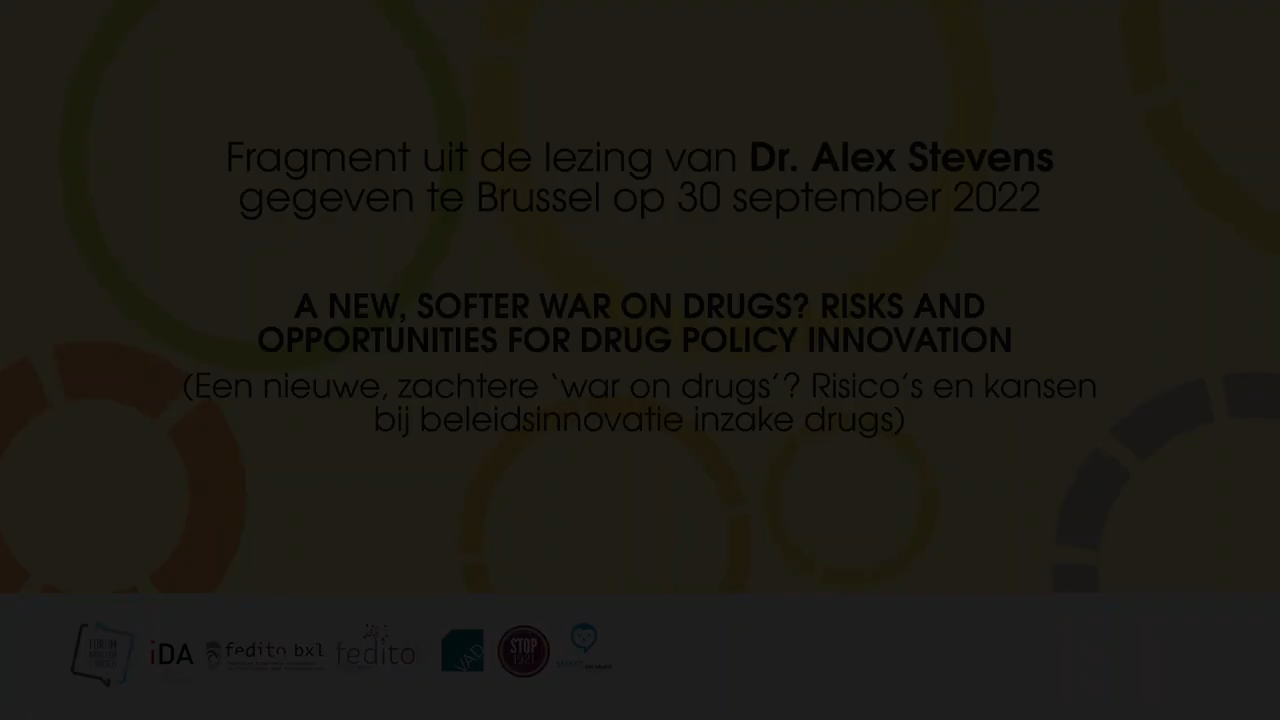 Fragment uit de lezing van Dr. Alex Stevens
gegeven te Brussel op 30 september 2022
A NEW, SOFTER WAR ON DRUGS? RISKS AND
OPPORTUNITIES FOR DRUG POLICY INNOVATION
(Een nieuwe, zachtere `war on drugs´? Risico´s en kansen
bij beleidsinnovatie inzake drugs)
iDA
fedito bxl
fedito
VAD
STOP
1921